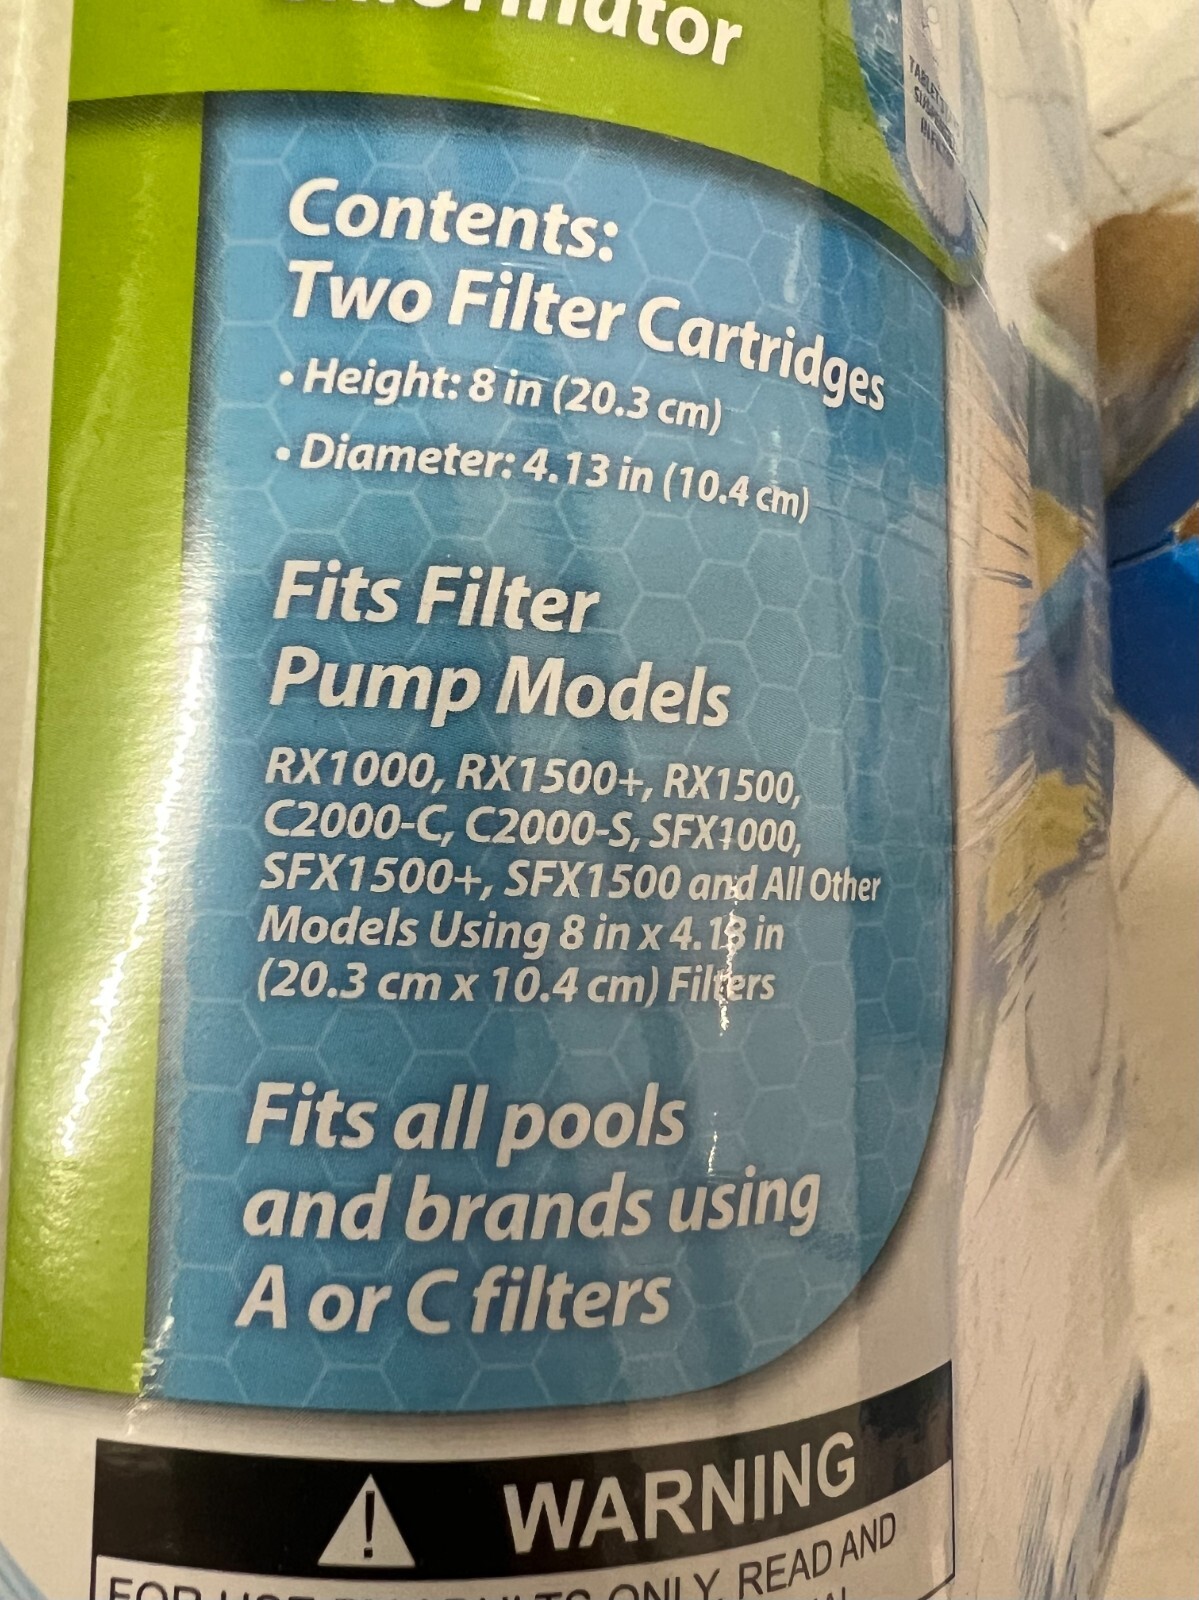 Contents:
Two Filter Cartridges
• Height: 8 in (20.3 cm)
• Diameter: 4.13 in (10.4 cm)
Fits Filter
Pump Models
RX1000, RX1500+, RX1500,
C2000-C, C2000-S, SFX1000,
SFX1500+, SFX1500 and All Other
Models Using 8 in x 4.13 in
(20.3 cm x 10.4 cm) Filters
Fits all pools
and brands using
A or C filters
WARNING
ONLY, READ AND